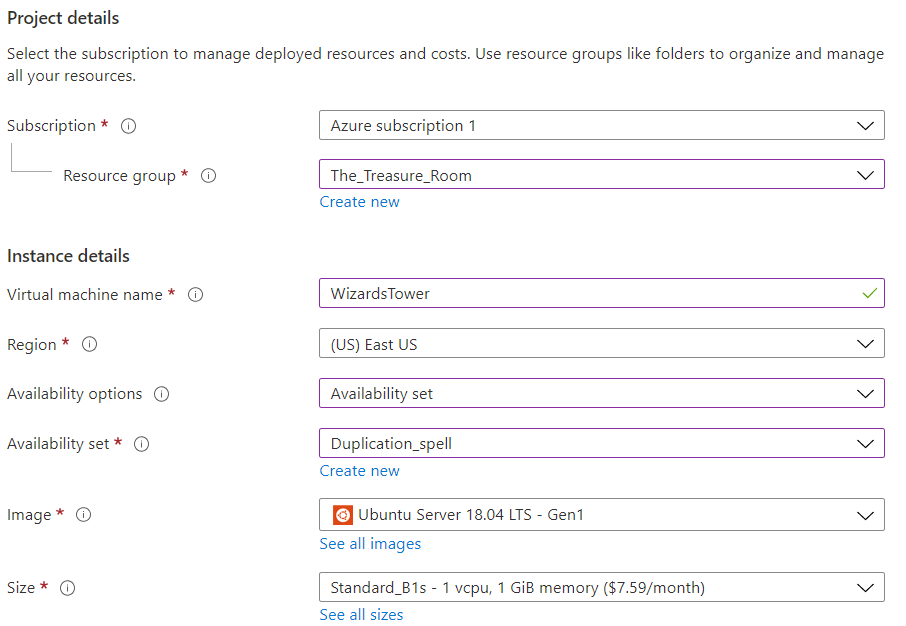 Project details
Select the subscription to manage deployed resources and costs. Use resource groups like folders to organize and manage
all your resources.
Subscription * Azure subscription 1
Resource group * The_Treasure_Room
Create new
Instance details
Virtual machine name * WizardsTower
Region * (US) East US
Availability options Availability set
Availability set * Duplication_spell
Create new
Image * Ubuntu Server 18.04 LTS - Gen1
See all images
Size * Standard_B1s - 1 vcpu, 1 GiB memory ($7.59/month)
See all sizes